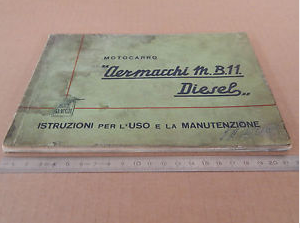 MOTOCARRO
"Aermacchi M.B.11
Diesel"
ISTRUZIONI PER L'USO E LA MANUTENZIONE